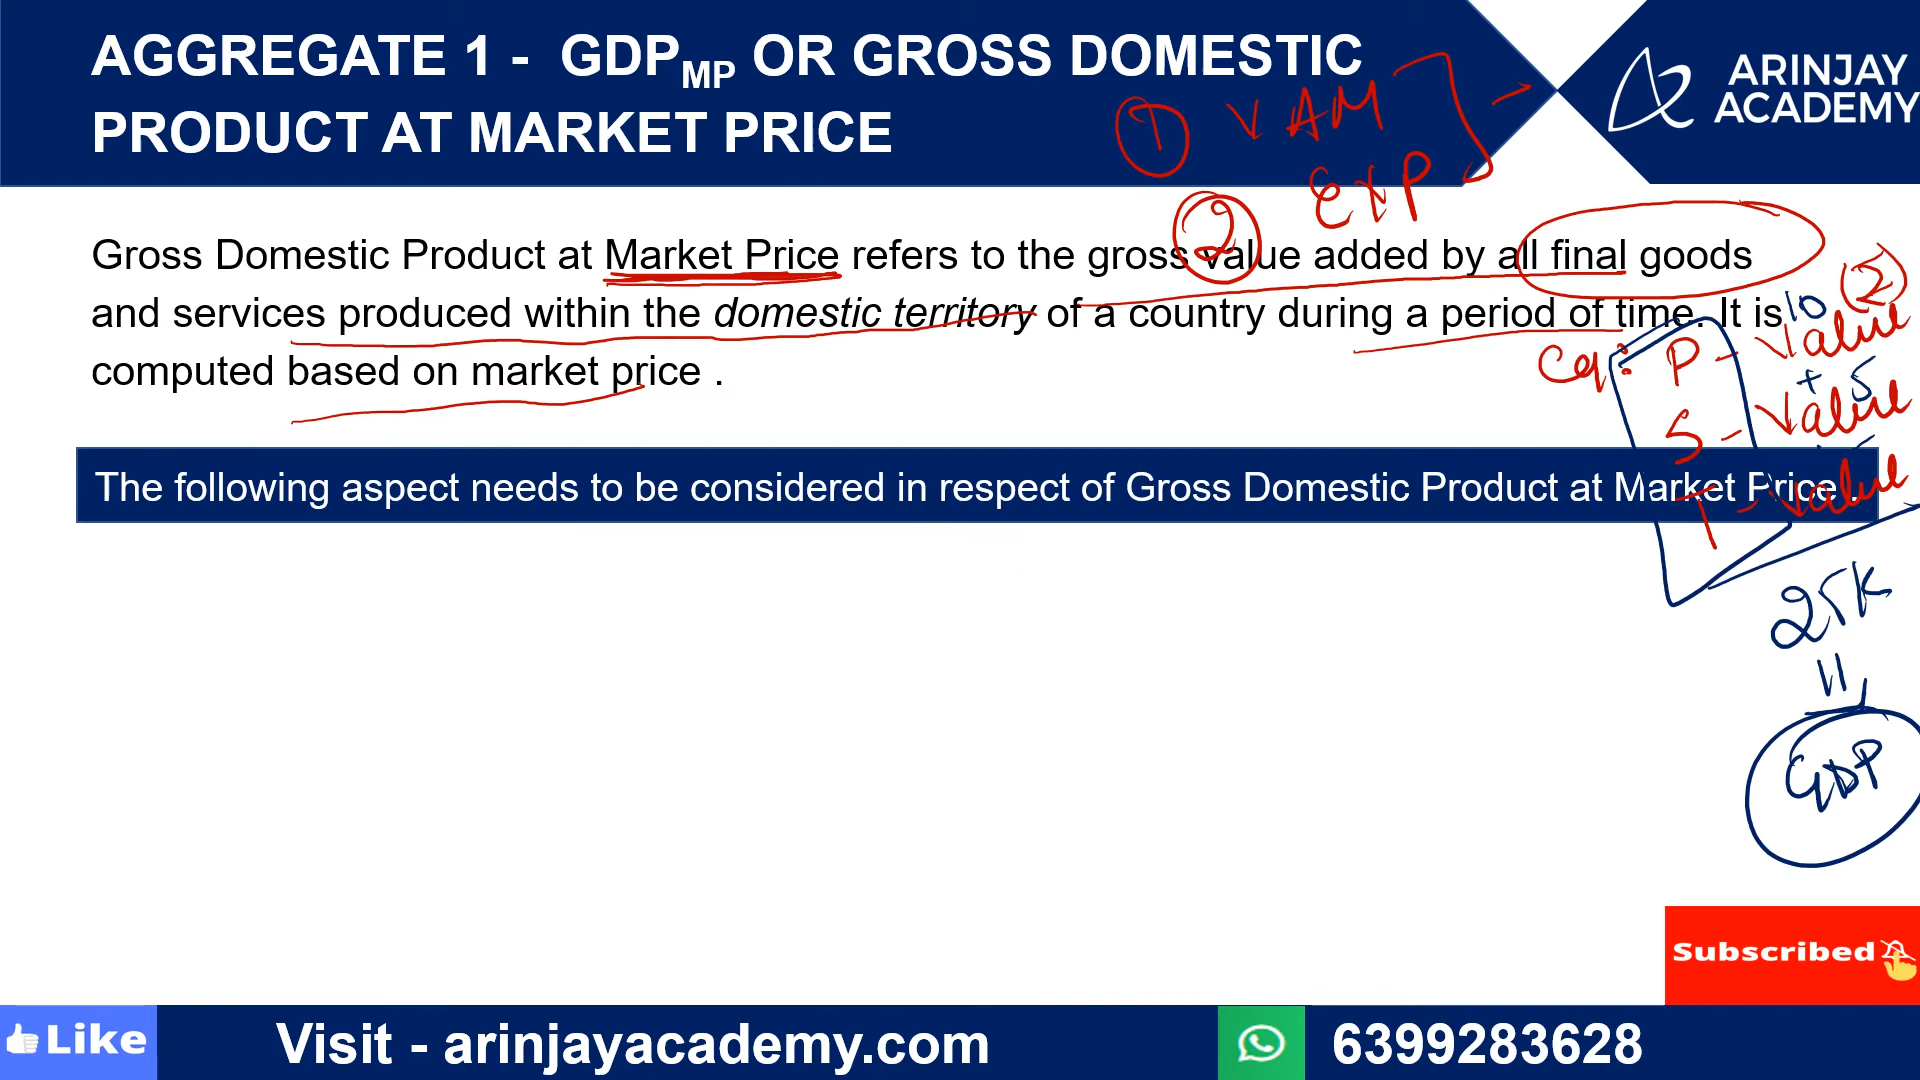 AGGREGATE 1 - GDPMP OR GROSS DOMESTIC
PRODUCT AT MARKET PRICE
ARINJAY
ACADEMY
① VAM
② EXP
Gross Domestic Product at Market Price refers to the gross value added by all final goods
and services produced within the domestic territory of a country during a period of time. It is
computed based on market price .
(2)
10
eg: P - Value
+ 5
S - Value
T - Value
The following aspect needs to be considered in respect of Gross Domestic Product at Market Price .
25K
GDP
Subscribed
Like
Visit - arinjayacademy.com
6399283628